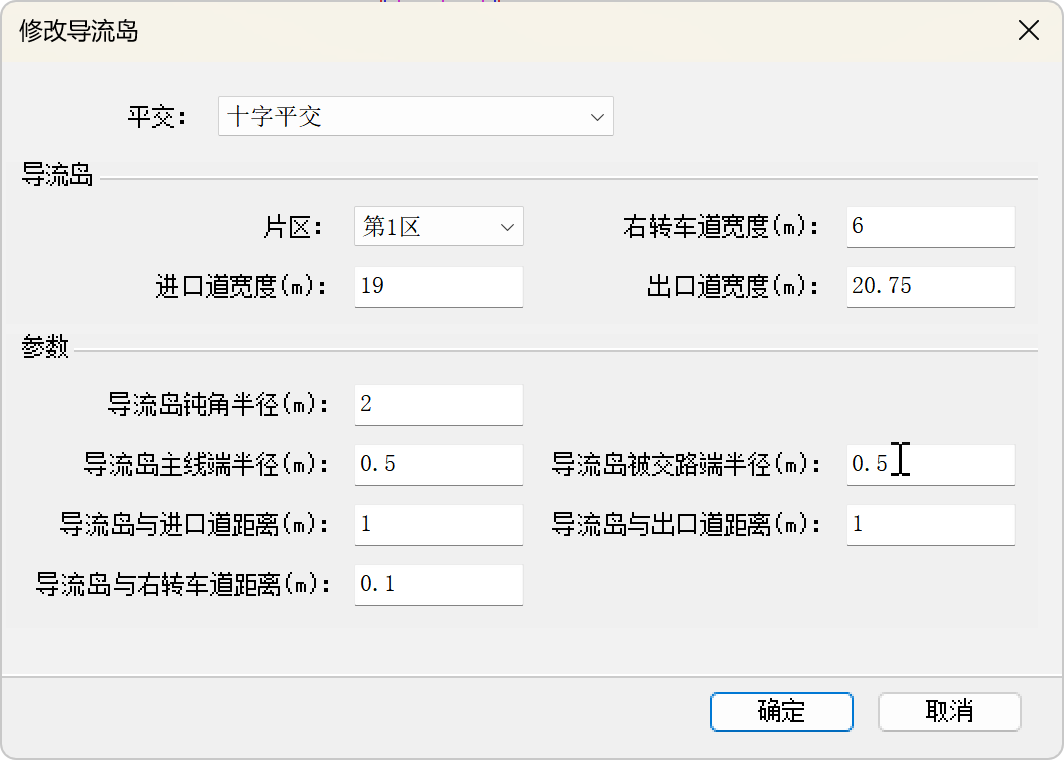 修改导流岛
平交： 十字平交
导流岛
片区： 第1区 右转车道宽度(m)： 6
进口道宽度(m)： 19 出口道宽度(m)： 20.75
参数
导流岛钝角半径(m)： 2
导流岛主线端半径(m)： 0.5 导流岛被交路端半径(m)： 0.5
导流岛与进口道距离(m)： 1 导流岛与出口道距离(m)： 1
导流岛与右转车道距离(m)： 0.1
确定 取消